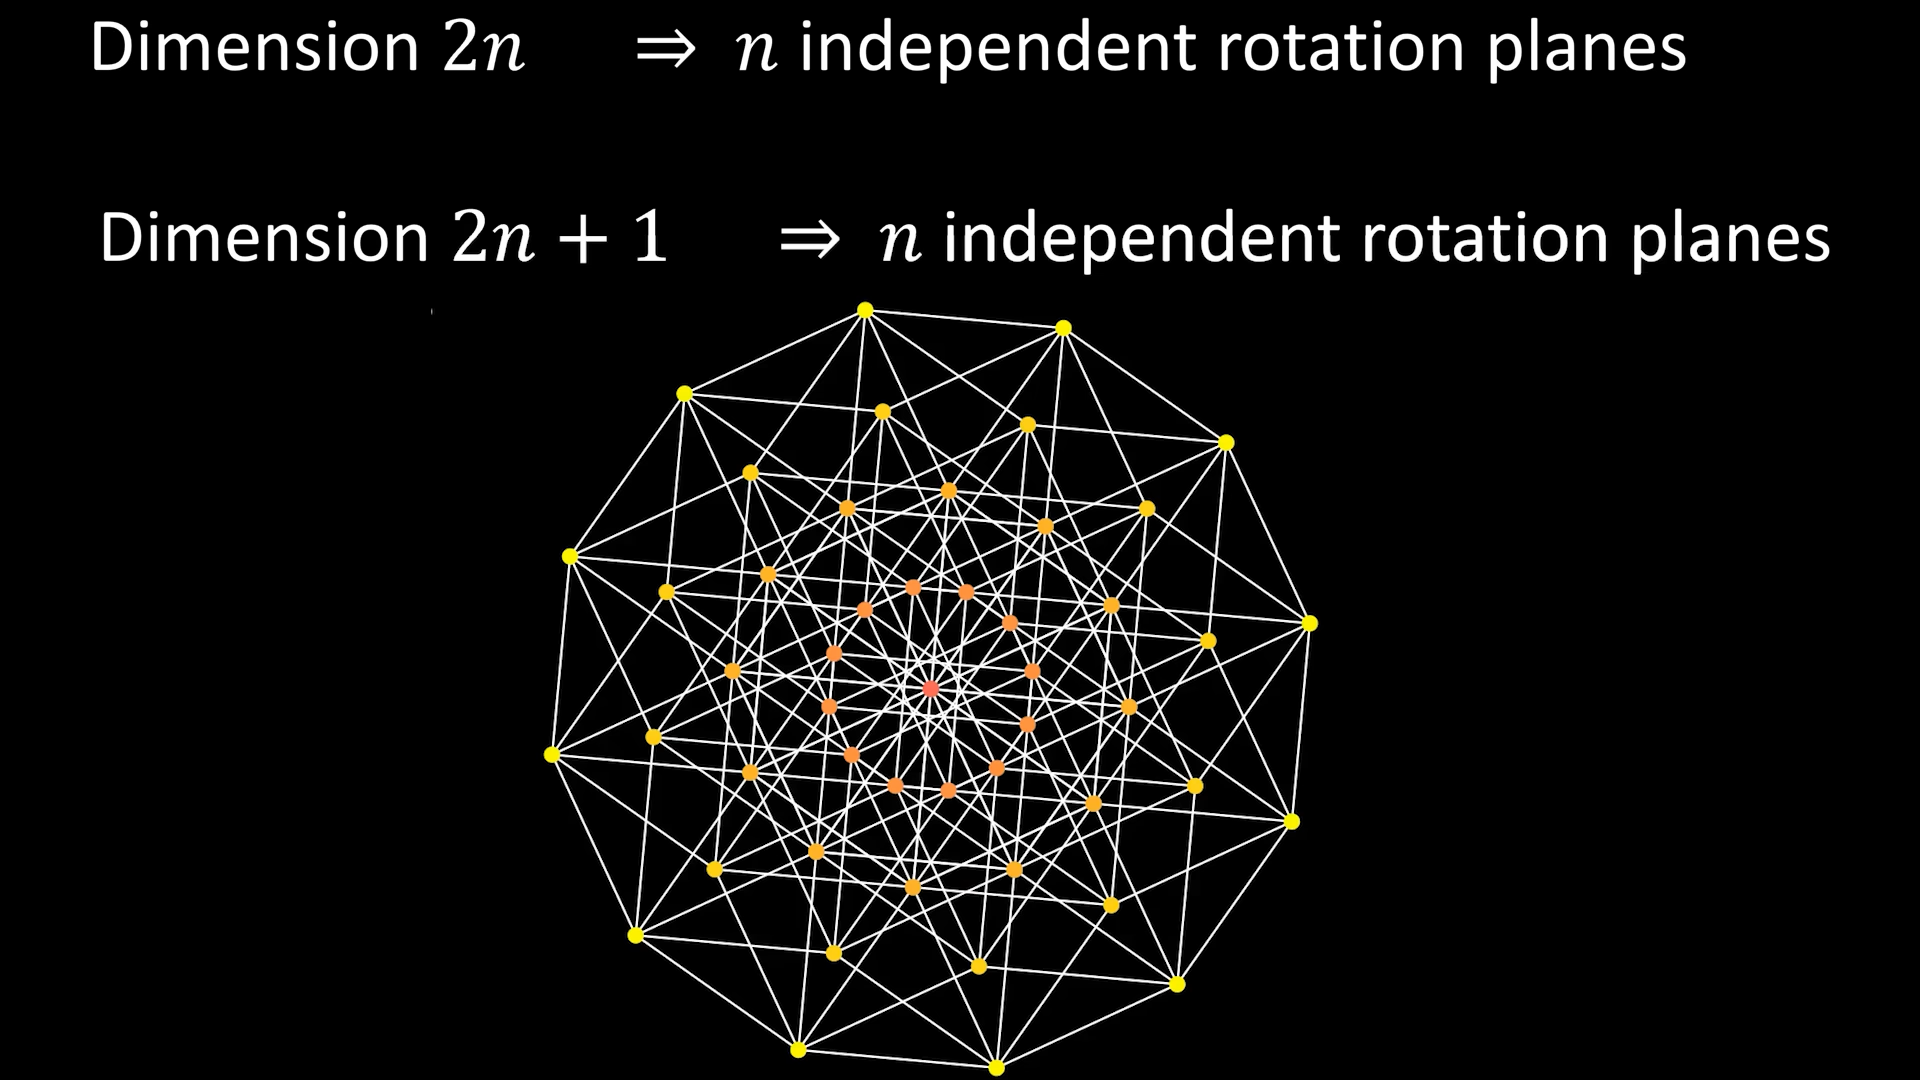 Dimension 2𝑛 ⇒ 𝑛 independent rotation planes
Dimension 2𝑛 + 1 ⇒ 𝑛 independent rotation planes